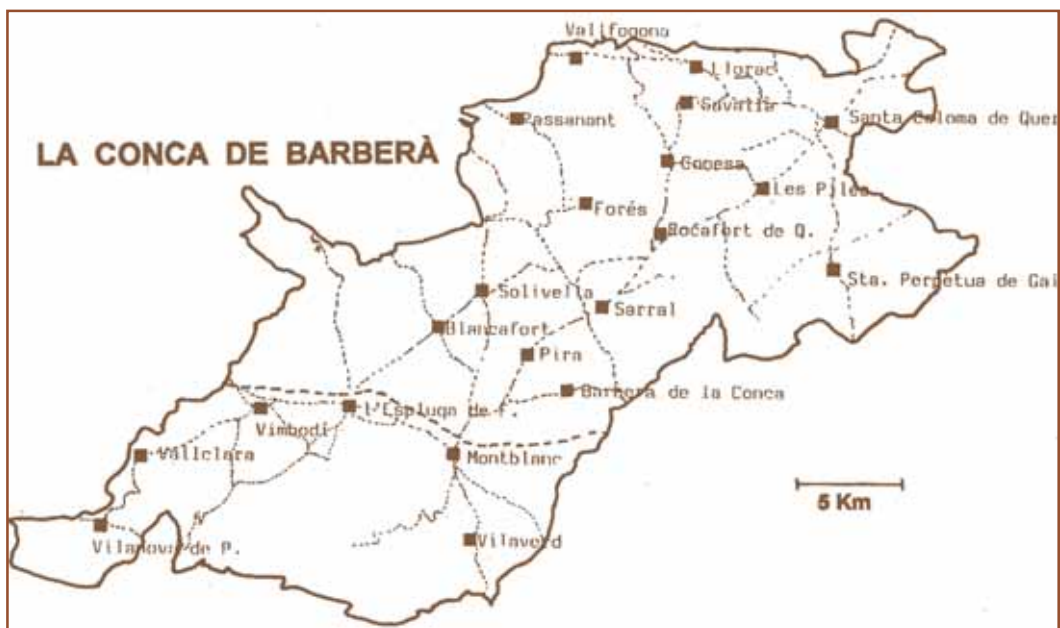 Vallfogona
Llorac
Savallà
Passanant
Santa Coloma de Quer
LA CONCA DE BARBERÀ
Conesa
Les Piles
Forés
Rocafort de Q.
Sta. Perpetua de Gai
Solivella
Sarral
Blancafort
Pira
Barberà de la Conca
l'Espluga de F.
Vimbodí
Vallclara
Montblanc
5 Km
Vilanova de P.
Vilaverd